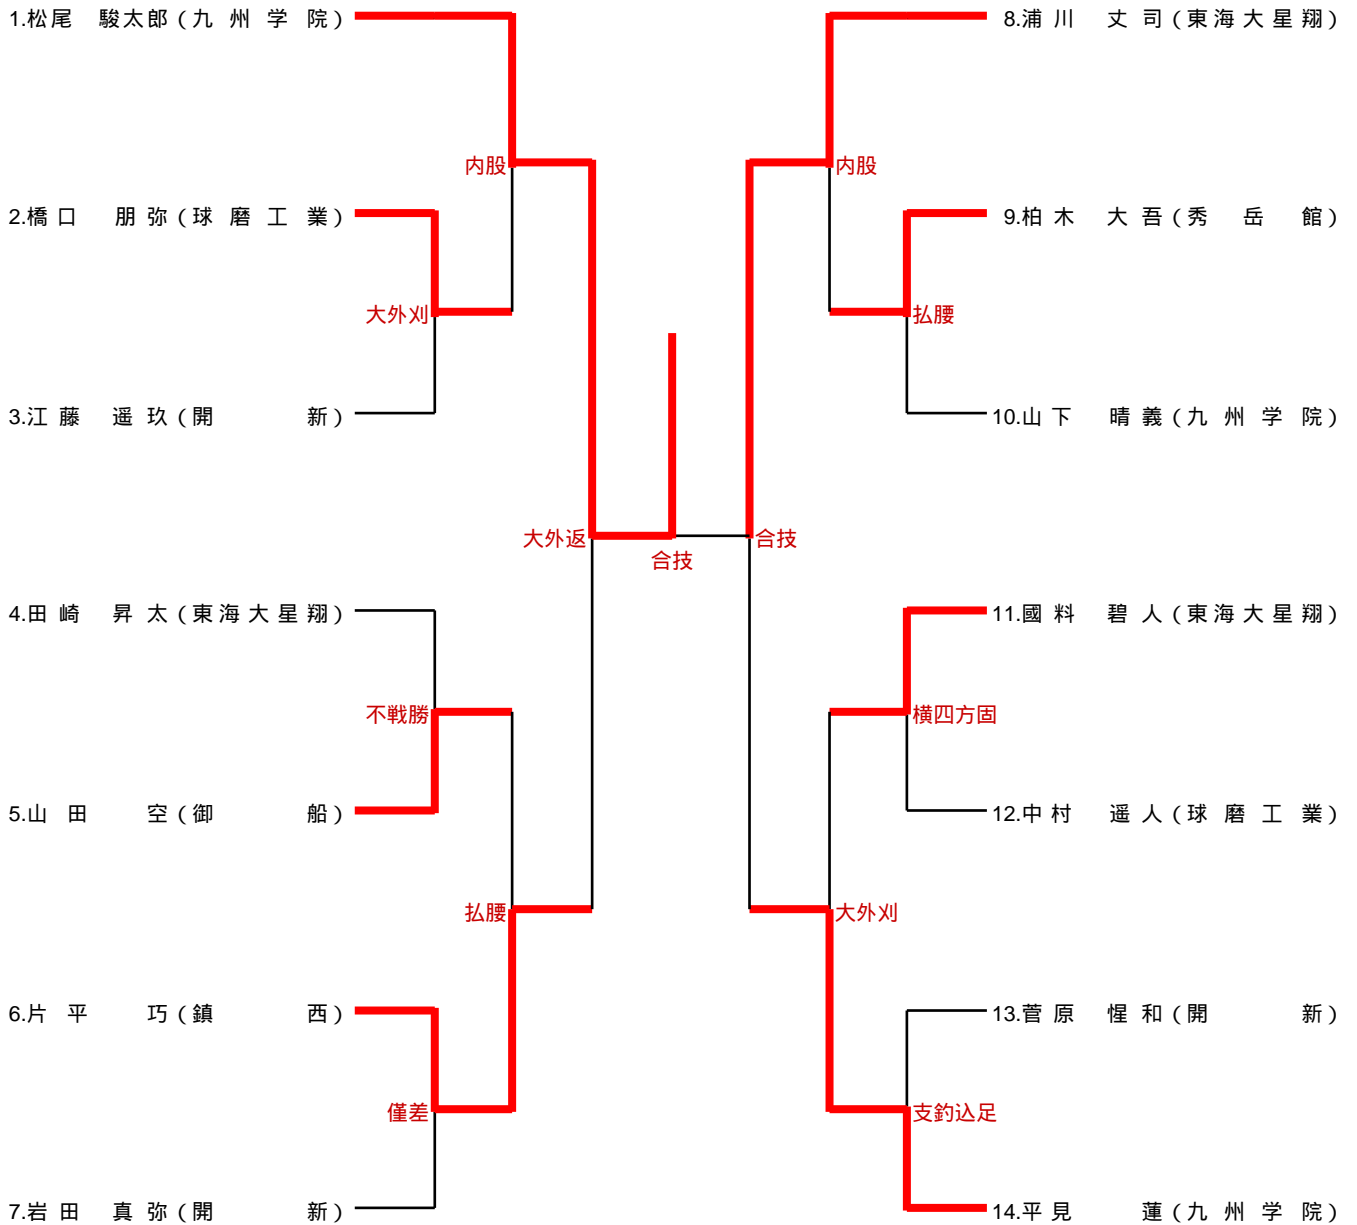 1.松尾 駿太郎(九州学院)
8.浦川 丈司(東海大星翔)
内股
内股
2.橋口 朋弥(球磨工業)
9.柏木 大吾(秀岳館)
大外刈
払腰
3.江藤 遥玖(開新)
10.山下 晴義(九州学院)
大外返
合技
合技
4.田崎 昇太(東海大星翔)
11.國料 碧人(東海大星翔)
不戦勝
横四方固
5.山田 空(御船)
12.中村 遥人(球磨工業)
払腰
大外刈
6.片平 巧(鎮西)
13.菅原 惺和(開新)
僅差
支釣込足
7.岩田 真弥(開新)
14.平見 蓮(九州学院)